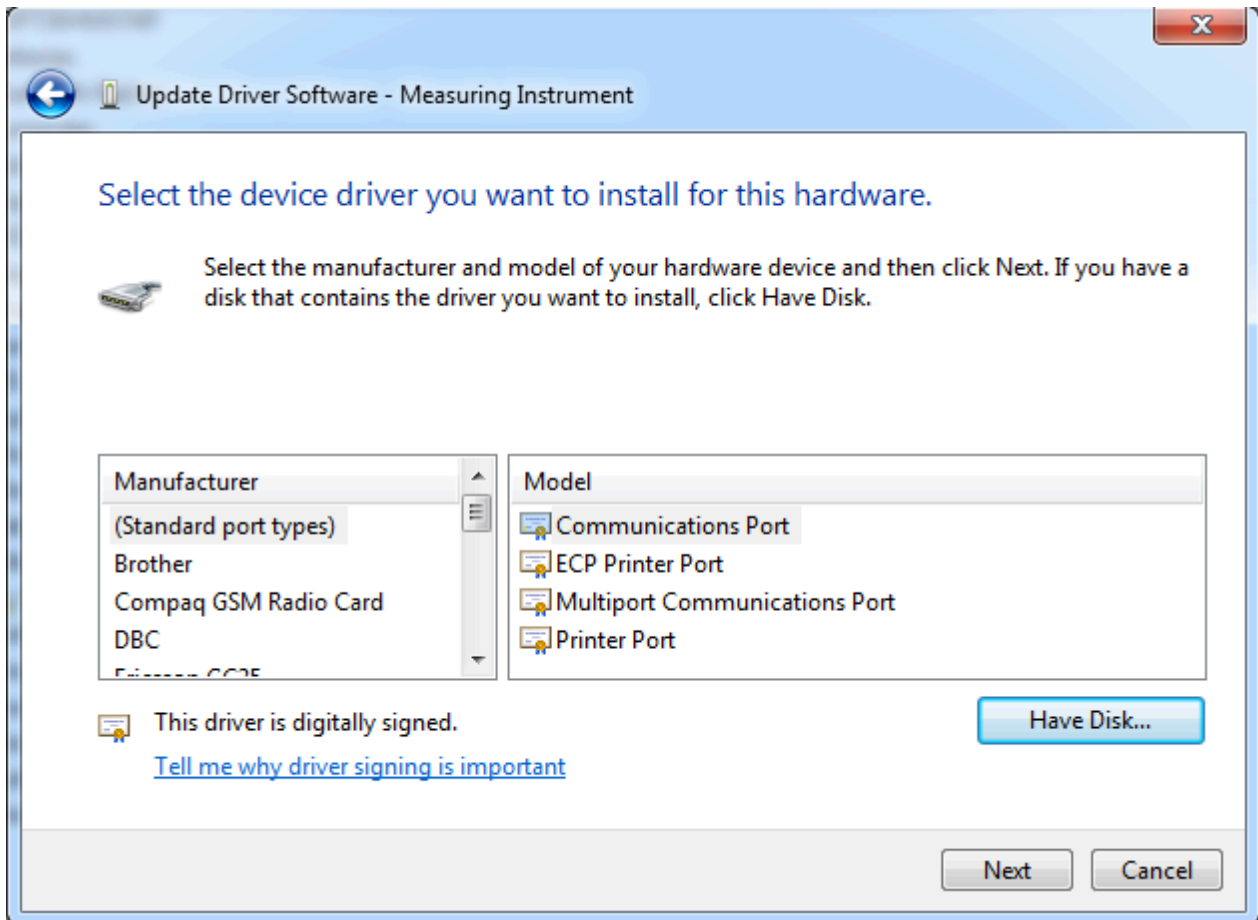 Update Driver Software - Measuring Instrument
Select the device driver you want to install for this hardware.
Select the manufacturer and model of your hardware device and then click Next. If you have a
disk that contains the driver you want to install, click Have Disk.
Manufacturer
(Standard port types)
Brother
Compaq GSM Radio Card
DBC
Model
Communications Port
ECP Printer Port
Multiport Communications Port
Printer Port
This driver is digitally signed.
Have Disk...
Tell me why driver signing is important
Next
Cancel